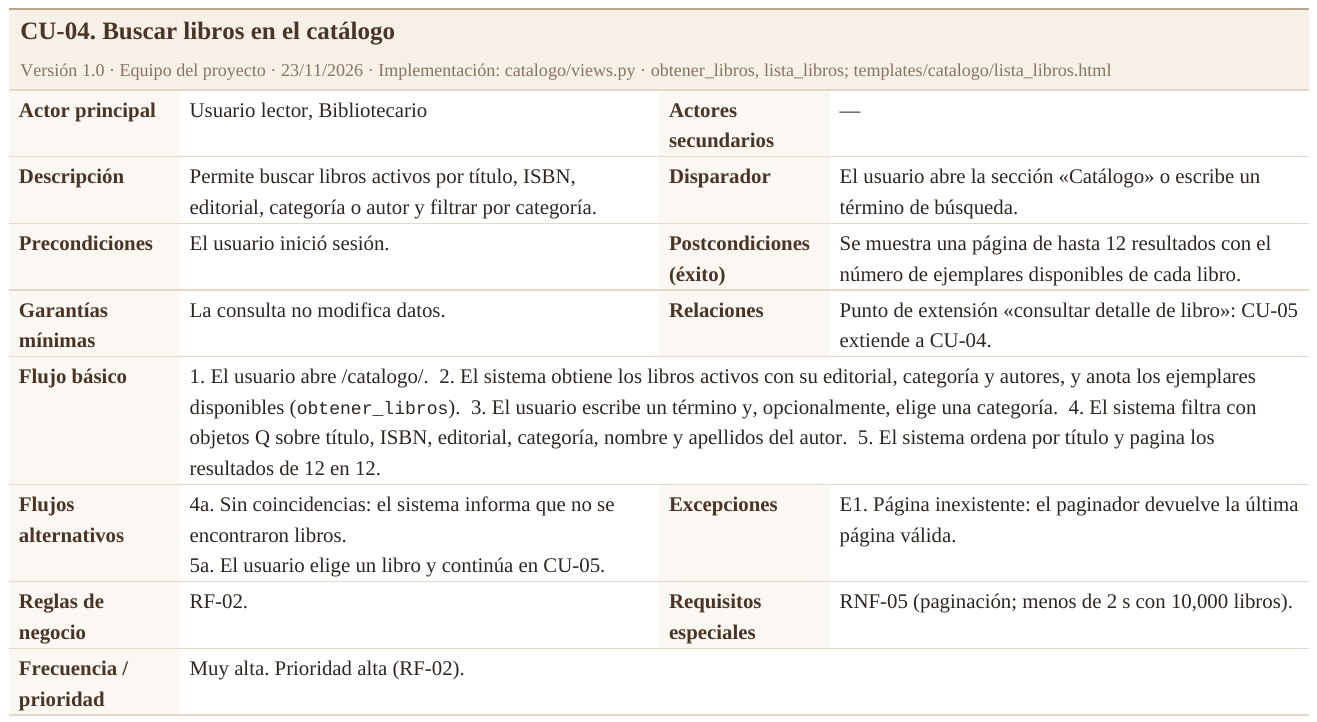 CU-04. Buscar libros en el catálogo
Versión 1.0 · Equipo del proyecto · 23/11/2026 · Implementación: catalogo/views.py · obtener_libros, lista_libros; templates/catalogo/lista_libros.html
Actor principal
Usuario lector, Bibliotecario
Actores
secundarios
—
Descripción
Permite buscar libros activos por título, ISBN,
editorial, categoría o autor y filtrar por categoría.
Disparador
El usuario abre la sección «Catálogo» o escribe un
término de búsqueda.
Precondiciones
El usuario inició sesión.
Postcondiciones
(éxito)
Se muestra una página de hasta 12 resultados con el
número de ejemplares disponibles de cada libro.
Garantías
mínimas
La consulta no modifica datos.
Relaciones
Punto de extensión «consultar detalle de libro»: CU-05
extiende a CU-04.
Flujo básico
1. El usuario abre /catalogo/. 2. El sistema obtiene los libros activos con su editorial, categoría y autores, y anota los ejemplares
disponibles (obtener_libros). 3. El usuario escribe un término y, opcionalmente, elige una categoría. 4. El sistema filtra con
objetos Q sobre título, ISBN, editorial, categoría, nombre y apellidos del autor. 5. El sistema ordena por título y pagina los
resultados de 12 en 12.
Flujos
alternativos
4a. Sin coincidencias: el sistema informa que no se
encontraron libros.
5a. El usuario elige un libro y continúa en CU-05.
Excepciones
E1. Página inexistente: el paginador devuelve la última
página válida.
Reglas de
negocio
RF-02.
Requisitos
especiales
RNF-05 (paginación; menos de 2 s con 10,000 libros).
Frecuencia /
prioridad
Muy alta. Prioridad alta (RF-02).